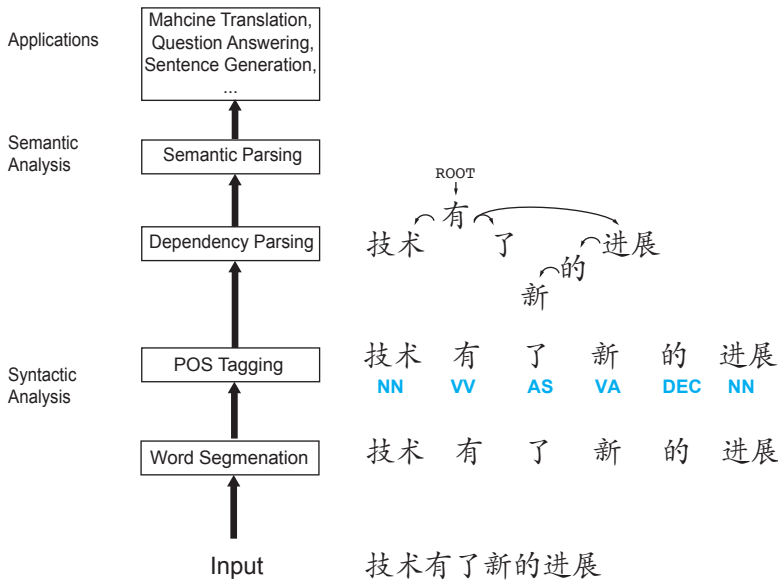 Applications
Mahcine Translation,
Question Answering,
Sentence Generation,
...
Semantic
Analysis
Semantic Parsing
ROOT
有
技术 了 进展
的
新
Dependency Parsing
POS Tagging
技术 有 了 新 的 进展
NN VV AS VA DEC NN
Syntactic
Analysis
Word Segmenation
技术 有 了 新 的 进展
Input
技术有了新的进展